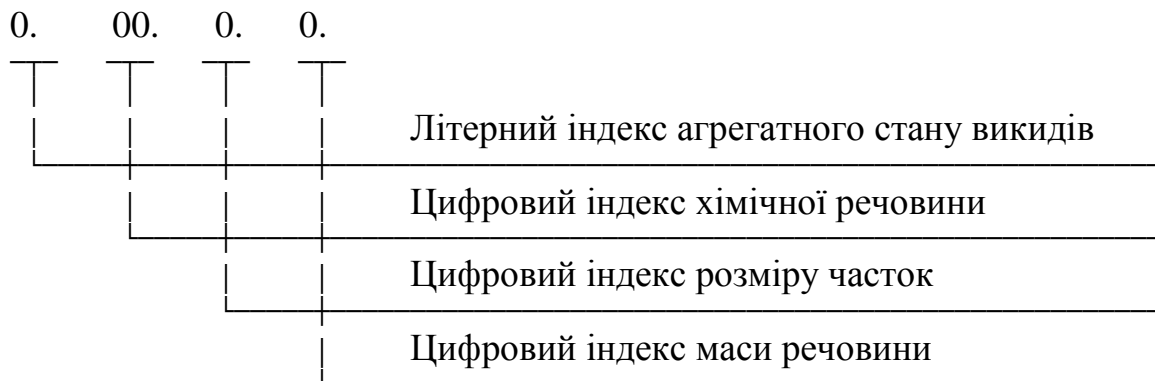 0. 00. 0. 0.
Літерний індекс агрегатного стану викидів
Цифровий індекс хімічної речовини
Цифровий індекс розміру часток
Цифровий індекс маси речовини